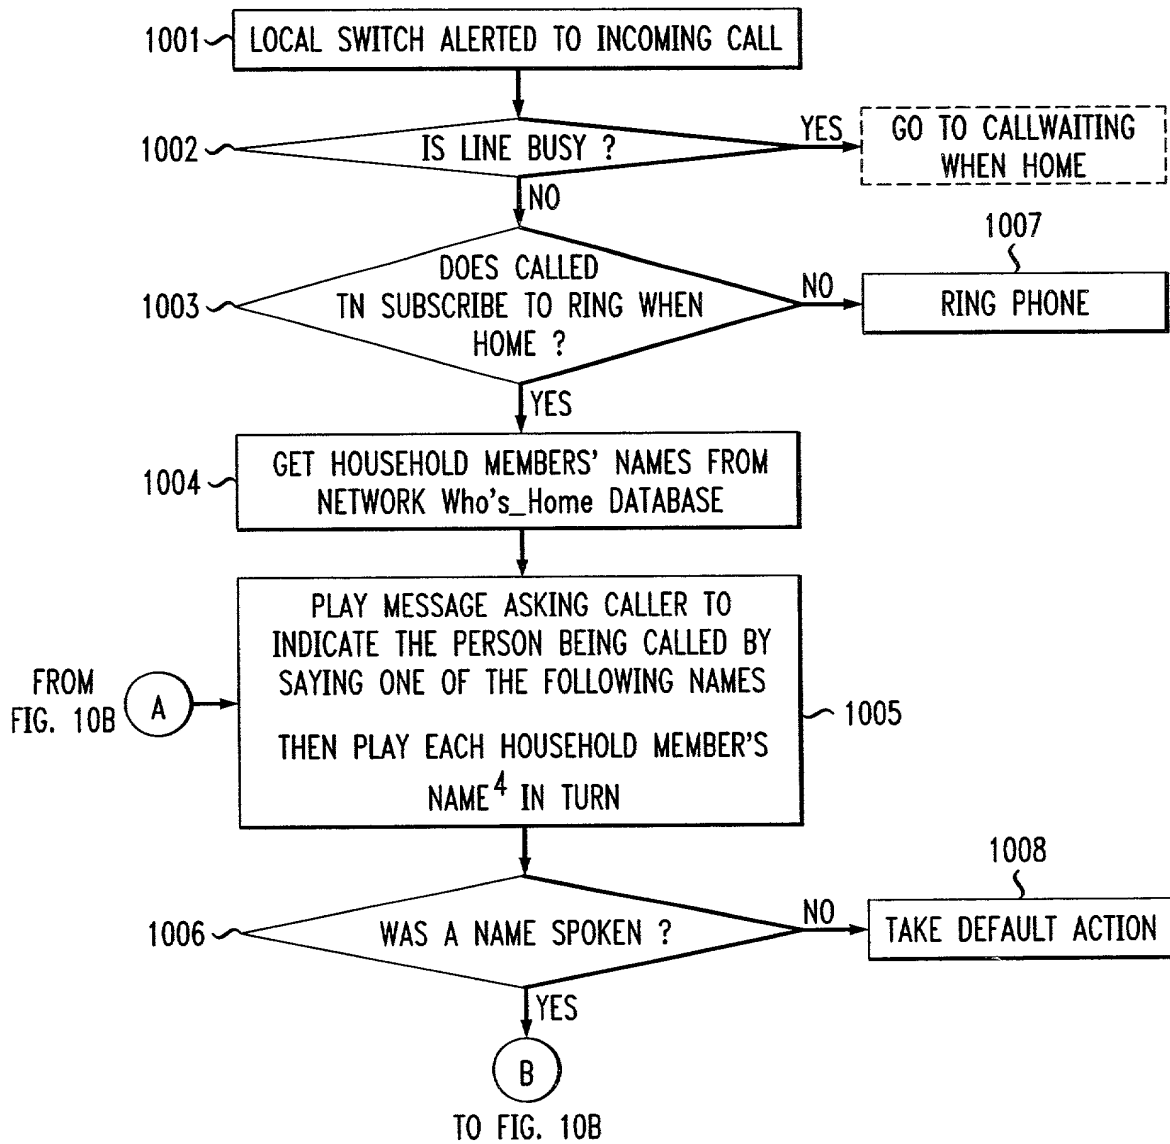 1001
LOCAL SWITCH ALERTED TO INCOMING CALL
1002
IS LINE BUSY ?
YES
GO TO CALLWAITING
WHEN HOME
NO
1003
DOES CALLED
TN SUBSCRIBE TO RING WHEN
HOME ?
NO
1007
RING PHONE
YES
1004
GET HOUSEHOLD MEMBERS' NAMES FROM
NETWORK Who's_Home DATABASE
FROM
FIG. 10B
A
PLAY MESSAGE ASKING CALLER TO
INDICATE THE PERSON BEING CALLED BY
SAYING ONE OF THE FOLLOWING NAMES
THEN PLAY EACH HOUSEHOLD MEMBER'S
NAME⁴ IN TURN
1005
1006
WAS A NAME SPOKEN ?
NO
1008
TAKE DEFAULT ACTION
YES
B
TO FIG. 10B